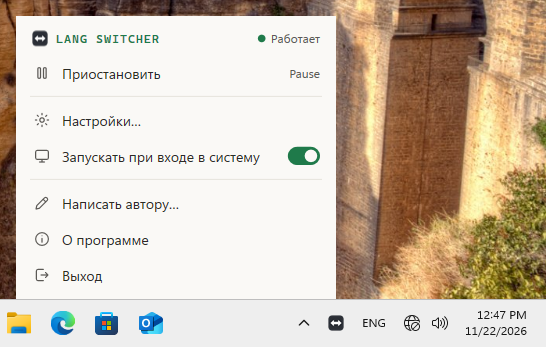 LANG SWITCHER Работает
Приостановить Pause
Настройки...
Запускать при входе в систему
Написать автору...
О программе
Выход
ENG
12:47 PM
11/22/2026